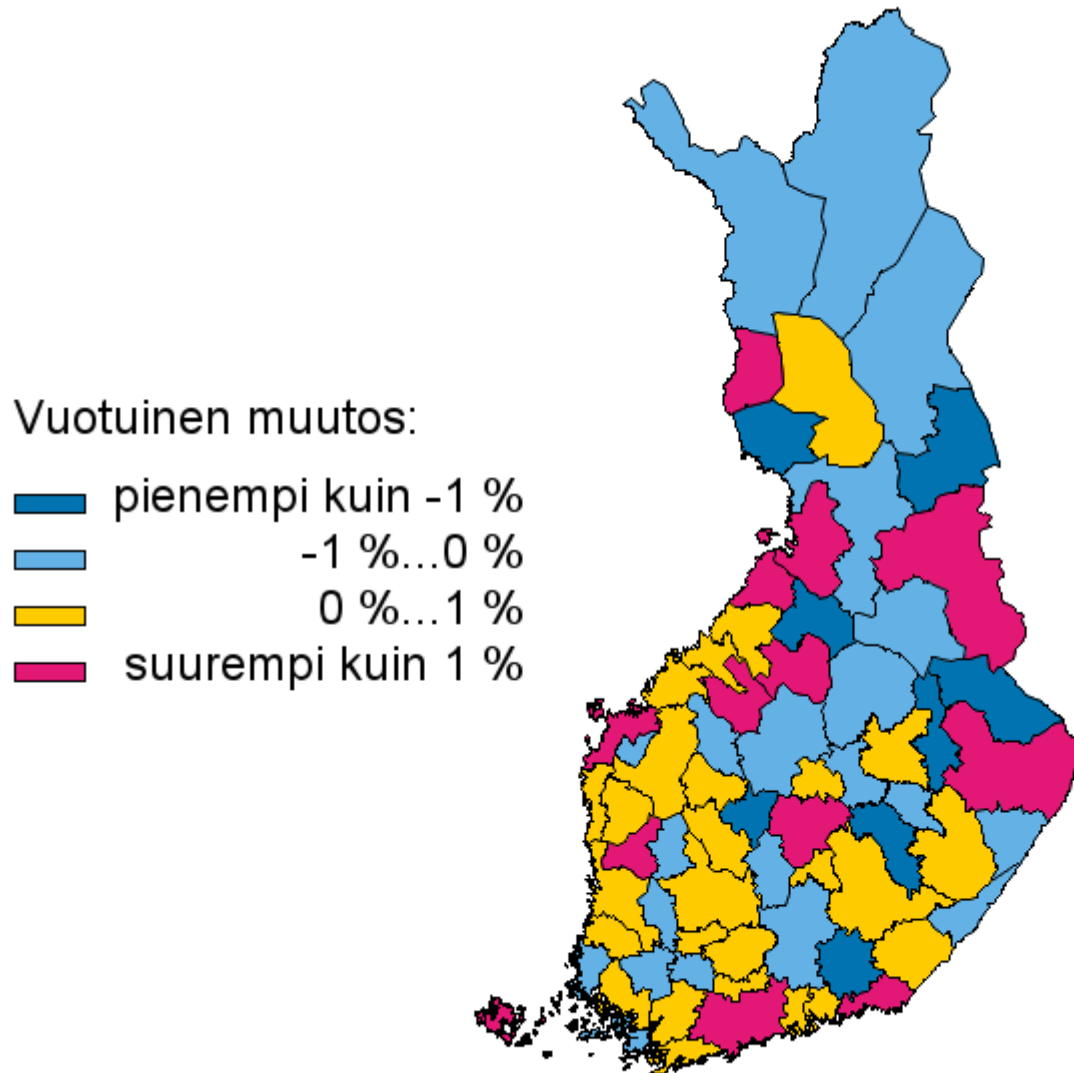 Vuotuinen muutos:
pienempi kuin -1 %
-1 %...0 %
0 %...1 %
suurempi kuin 1 %